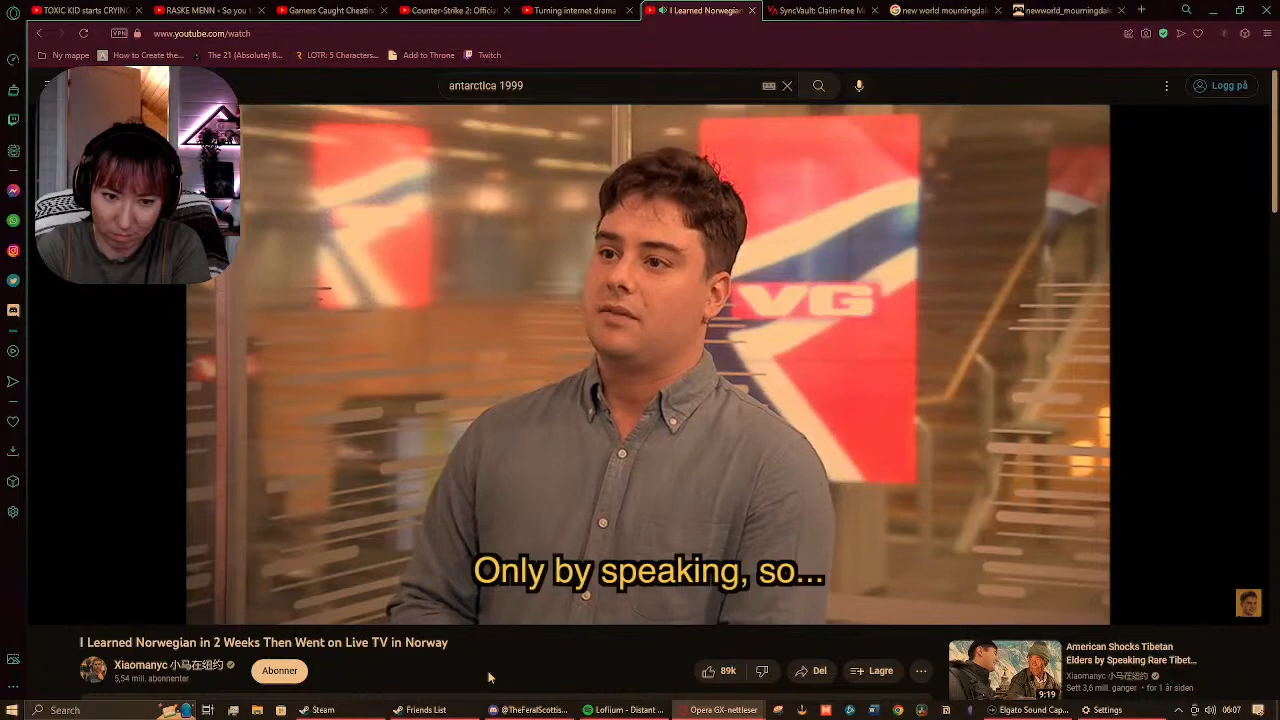 TOXIC KID starts CRYIN
RASKE MENN - So you t
Gamers Caught Cheatin
Counter-Strike 2: Offici
Turning internet drama
I Learned Norwegian i
SyncVault: Claim-free M
new world mourningdal
newworld_mourningdal
VPN
www.youtube.com/watch
Ny mappe
How to Create the...
The 21 (Absolute) B...
LOTR: 5 Characters...
Add to Throne
Twitch
antarctica 1999
Logg på
VG
Only by speaking, so...
I Learned Norwegian in 2 Weeks Then Went on Live TV in Norway
Xiaomanyc 小马在纽约
5,54 mill. abonnenter
Abonner
89k
Del
Lagre
American Shocks Tibetan
Elders by Speaking Rare Tibet...
Xiaomanyc 小马在纽约
Sett 3,6 mill. ganger · for 1 år siden
9:19
Search
Steam
Friends List
@TheFeralScottis...
Lofiium - Distant ...
Opera GX-nettleser
Elgato Sound Cap...
Settings
06:07